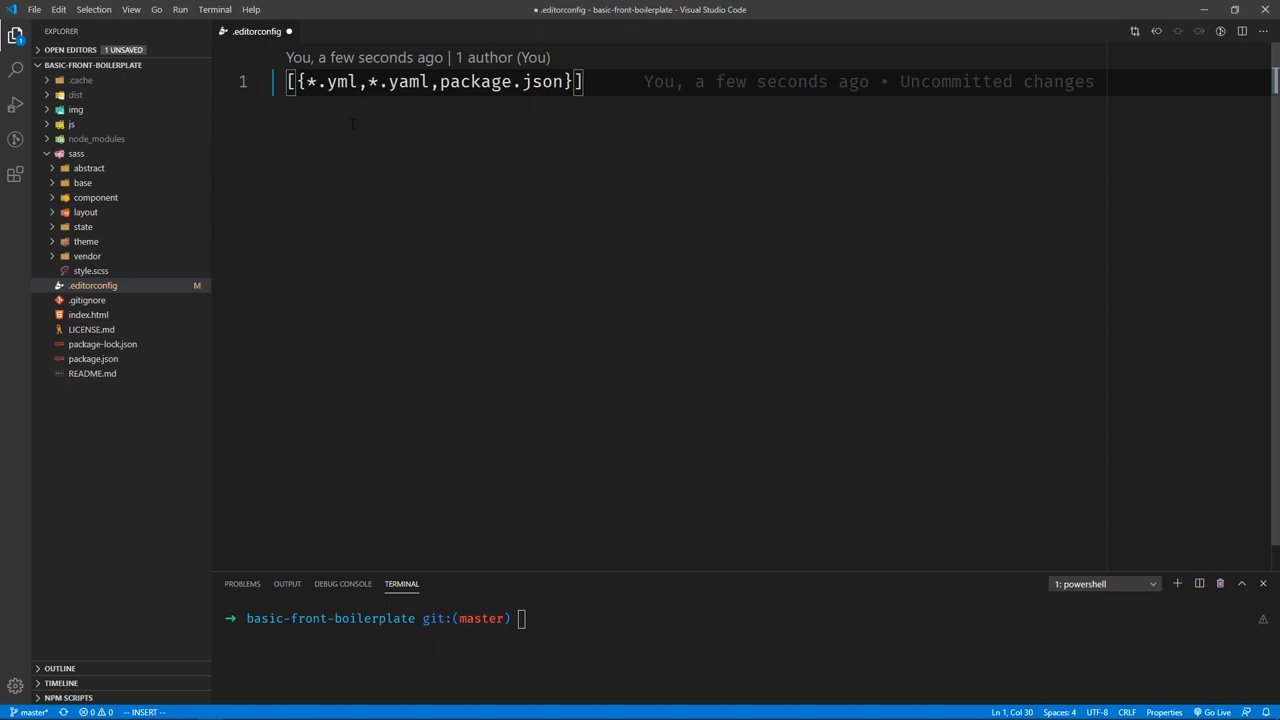 File Edit Selection View Go Run Terminal Help
● .editorconfig - basic-front-boilerplate - Visual Studio Code
EXPLORER
OPEN EDITORS 1 UNSAVED
BASIC-FRONT-BOILERPLATE
.cache
dist
img
js
node_modules
sass
abstract
base
component
layout
state
theme
vendor
style.scss
.editorconfig M
.gitignore
index.html
LICENSE.md
package-lock.json
package.json
README.md
OUTLINE
TIMELINE
NPM SCRIPTS
.editorconfig
You, a few seconds ago | 1 author (You)
1 [{*.yml,*.yaml,package.json}] You, a few seconds ago • Uncommitted changes
PROBLEMS OUTPUT DEBUG CONSOLE TERMINAL
1: powershell
→ basic-front-boilerplate git:(master)
master* 0 0 -- INSERT --
Ln 1, Col 30 Spaces: 4 UTF-8 CRLF Properties Go Live